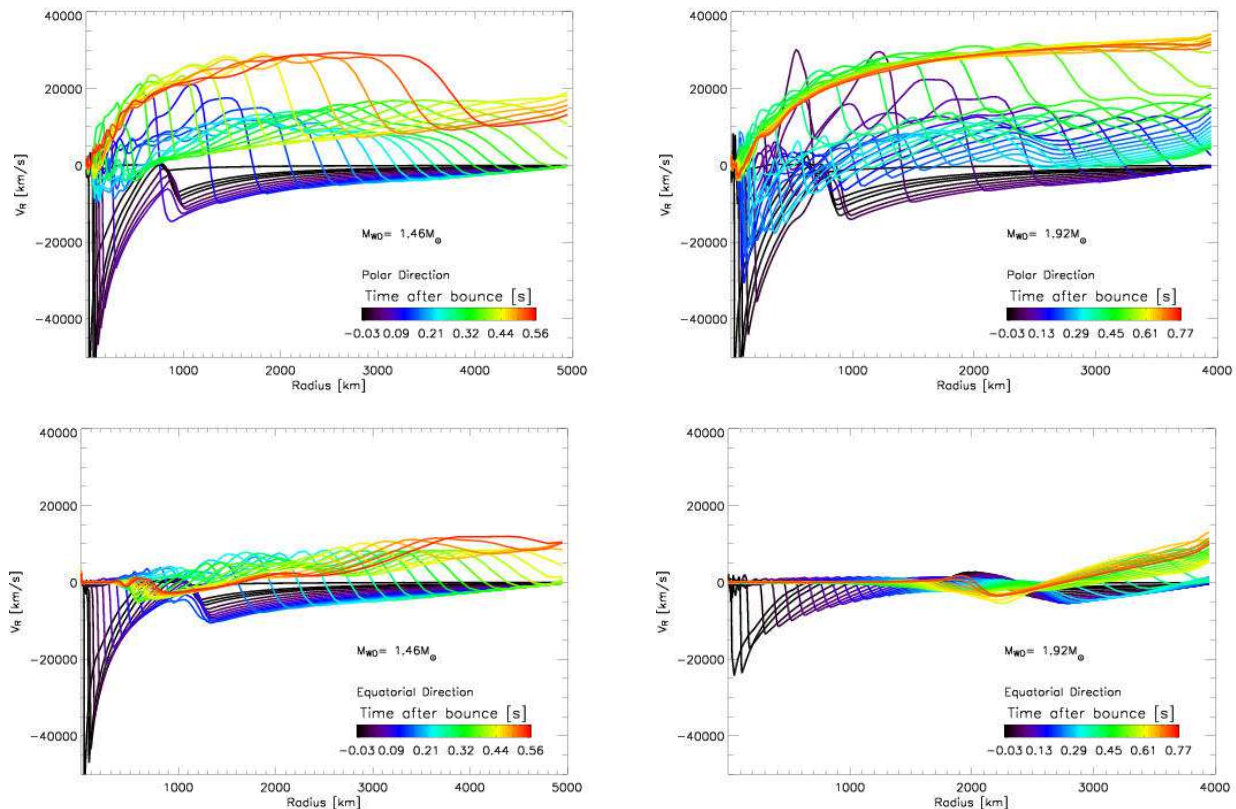 40000
20000
0
-20000
-40000
V_R [km/s]
M_WD= 1.46M_⊙
Polar Direction
Time after bounce [s]
-0.03 0.09 0.21 0.32 0.44 0.56
1000 2000 3000 4000 5000
Radius [km]
40000
20000
0
-20000
-40000
V_R [km/s]
M_WD= 1.92M_⊙
Polar Direction
Time after bounce [s]
-0.03 0.13 0.29 0.45 0.61 0.77
1000 2000 3000 4000
Radius [km]
40000
20000
0
-20000
-40000
V_R [km/s]
M_WD= 1.46M_⊙
Equatorial Direction
Time after bounce [s]
-0.03 0.09 0.21 0.32 0.44 0.56
1000 2000 3000 4000 5000
Radius [km]
40000
20000
0
-20000
-40000
V_R [km/s]
M_WD= 1.92M_⊙
Equatorial Direction
Time after bounce [s]
-0.03 0.13 0.29 0.45 0.61 0.77
1000 2000 3000 4000
Radius [km]